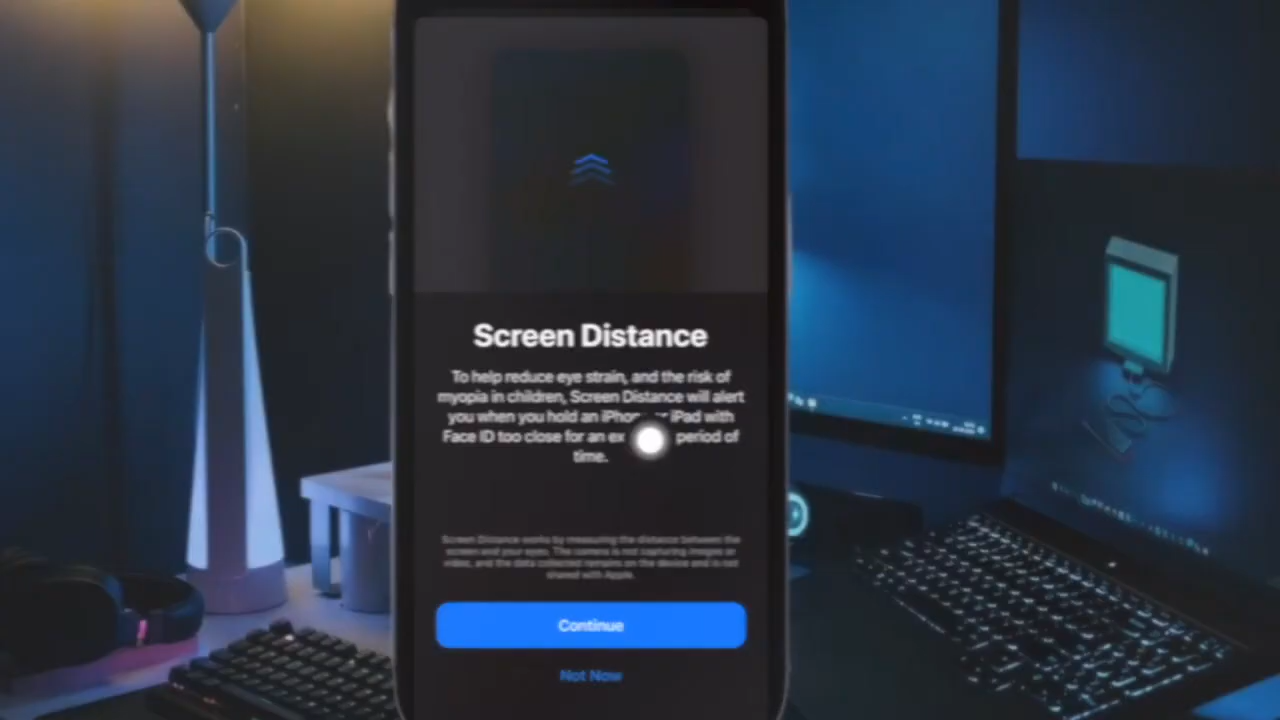 Screen Distance
To help reduce eye strain, and the risk of
myopia in children, Screen Distance will alert
you when you hold an iPhone or iPad with
Face ID too close for an ex period of
time.
Screen Distance works by measuring the distance between the
screen and your eyes. The camera is not capturing images or
video, and the data collected remains on the device and is not
shared with Apple.
Continue
Not Now